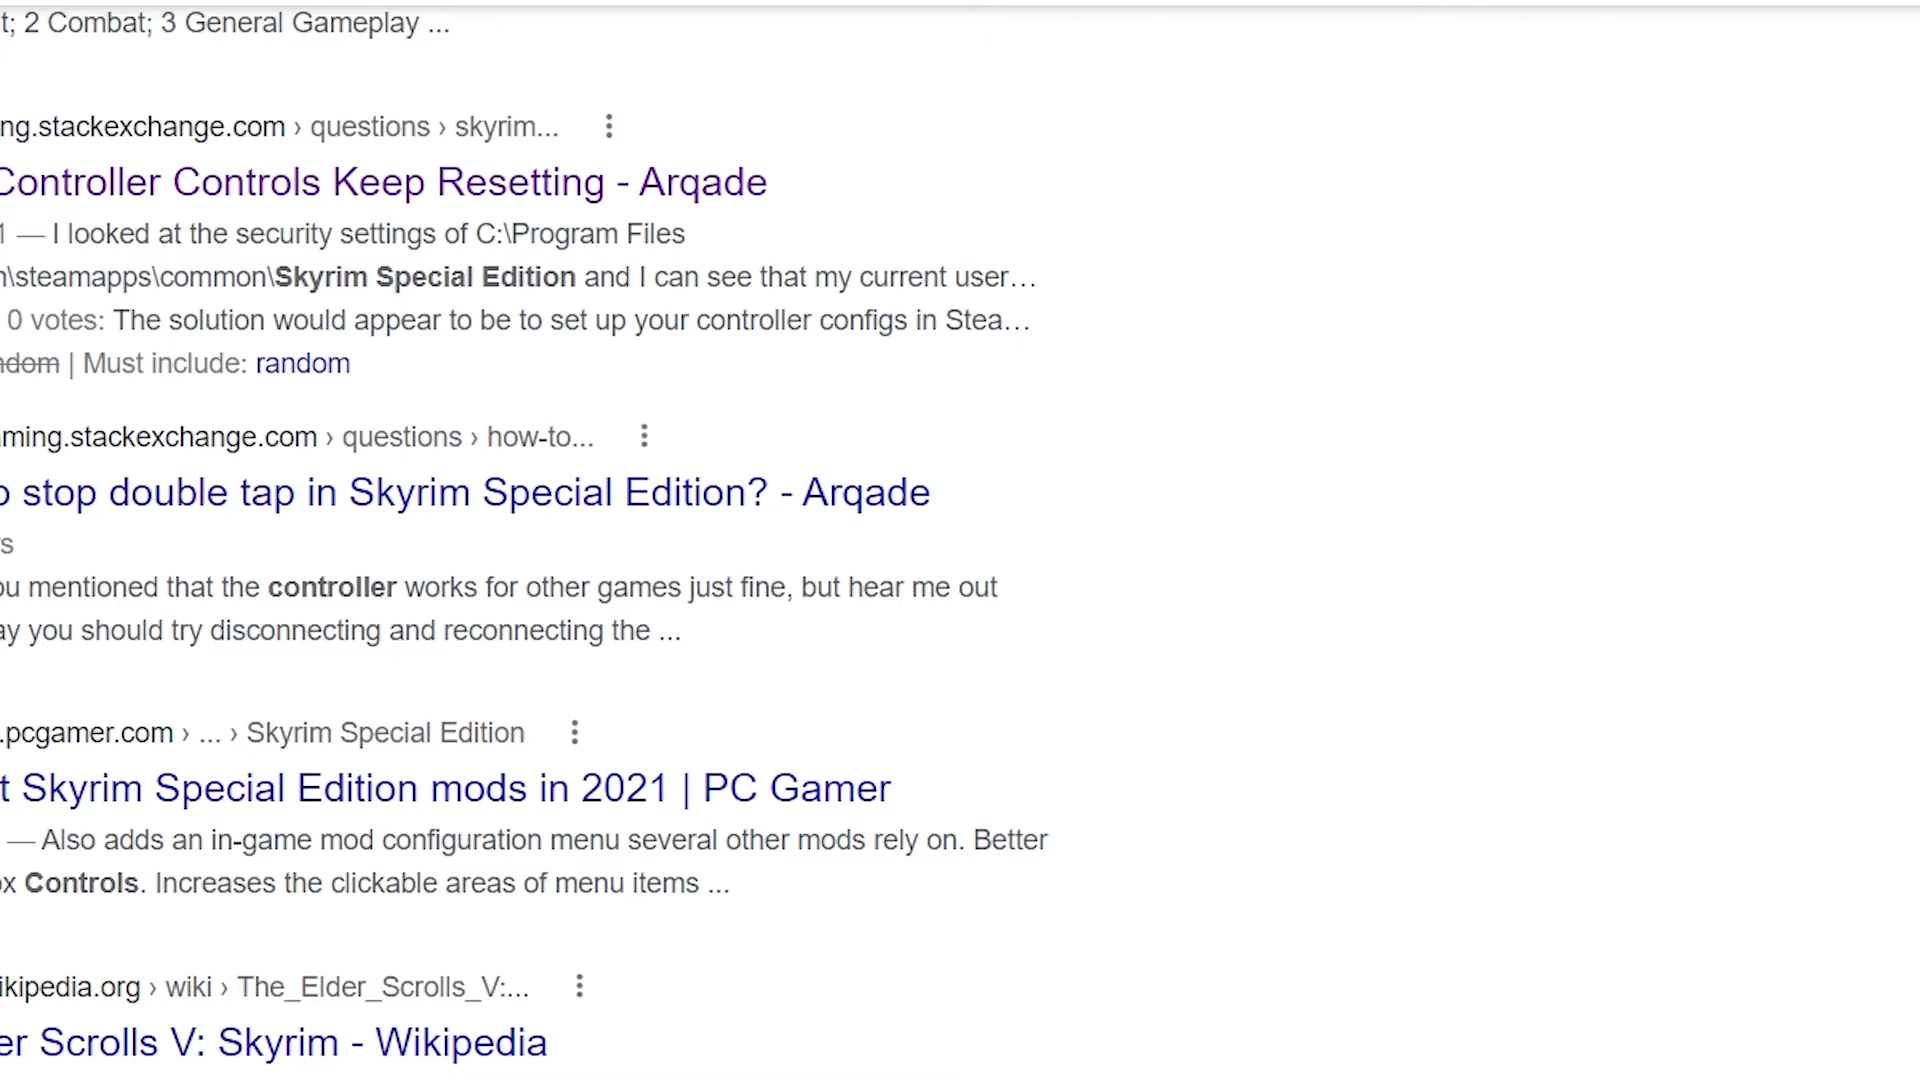 t; 2 Combat; 3 General Gameplay ...
ng.stackexchange.com › questions › skyrim...
Controller Controls Keep Resetting - Arqade
1 — I looked at the security settings of C:\Program Files
\steamapps\common\Skyrim Special Edition and I can see that my current user...
0 votes: The solution would appear to be to set up your controller configs in Stea...
ndom | Must include: random
ming.stackexchange.com › questions › how-to...
o stop double tap in Skyrim Special Edition? - Arqade
rs
ou mentioned that the controller works for other games just fine, but hear me out
ay you should try disconnecting and reconnecting the ...
.pcgamer.com › ... › Skyrim Special Edition
t Skyrim Special Edition mods in 2021 | PC Gamer
— Also adds an in-game mod configuration menu several other mods rely on. Better
ox Controls. Increases the clickable areas of menu items ...
ikipedia.org › wiki › The_Elder_Scrolls_V:...
er Scrolls V: Skyrim - Wikipedia